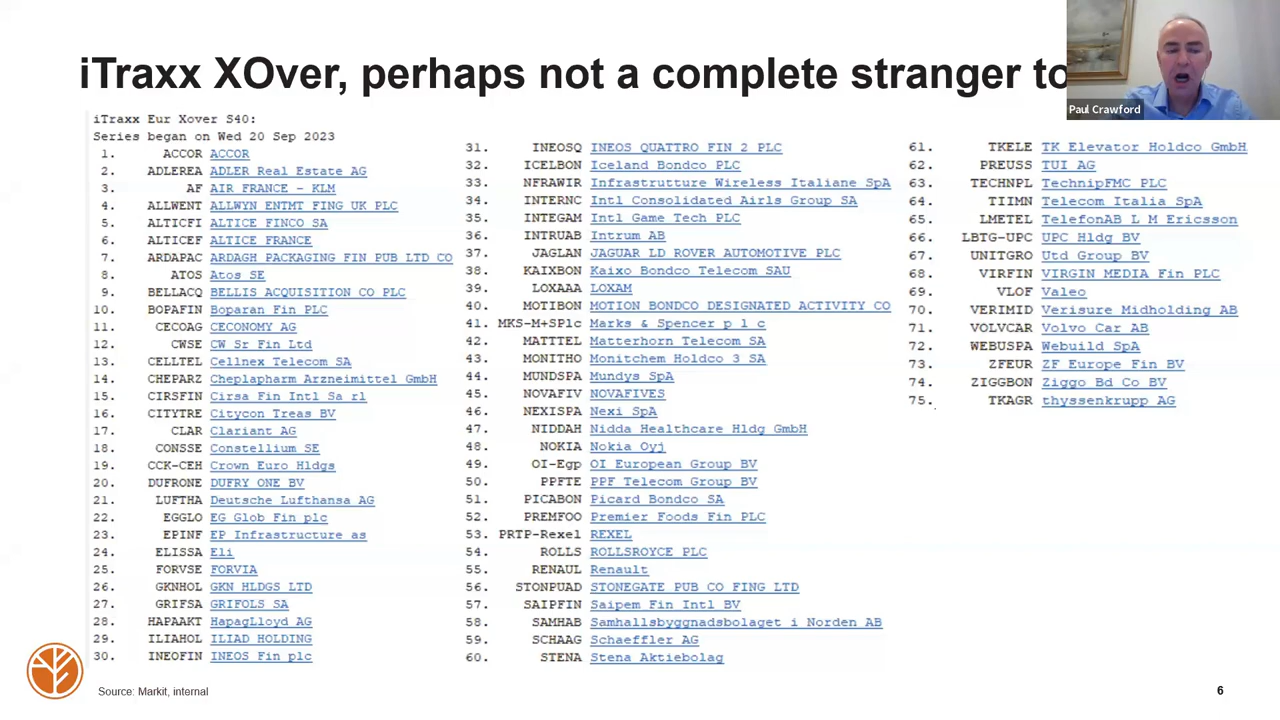 iTraxx XOver, perhaps not a complete stranger to
Paul Crawford
iTraxx Eur Xover S40:
Series began on Wed 20 Sep 2023
1. ACCOR ACCOR
2. ADLEREA ADLER Real Estate AG
3. AF AIR FRANCE - KLM
4. ALLWENT ALLWYN ENTMT FING UK PLC
5. ALTICFI ALTICE FINCO SA
6. ALTICEF ALTICE FRANCE
7. ARDAPAC ARDAGH PACKAGING FIN PUB LTD CO
8. ATOS Atos SE
9. BELLACQ BELLIS ACQUISITION CO PLC
10. BOPAFIN Boparan Fin PLC
11. CECOAG CECONOMY AG
12. CWSE CW Sr Fin Ltd
13. CELLTEL Cellnex Telecom SA
14. CHEPARZ Cheplapharm Arzneimittel GmbH
15. CIRSFIN Cirsa Fin Intl Sa rl
16. CITYTRE Citycon Treas BV
17. CLAR Clariant AG
18. CONSSE Constellium SE
19. CCK-CEH Crown Euro Hldgs
20. DUFRONE DUFRY ONE BV
21. LUFTHA Deutsche Lufthansa AG
22. EGGLO EG Glob Fin plc
23. EPINF EP Infrastructure as
24. ELISSA Eli
25. FORVSE FORVIA
26. GKNHOL GKN HLDGS LTD
27. GRIFSA GRIFOLS SA
28. HAPAAKT HapagLloyd AG
29. ILIAHOL ILIAD HOLDING
30. INEOFIN INEOS Fin plc
31. INEOSQ INEOS QUATTRO FIN 2 PLC
32. ICELBON Iceland Bondco PLC
33. NFRAWIR Infrastrutture Wireless Italiane SpA
34. INTERNC Intl Consolidated Airls Group SA
35. INTEGAM Intl Game Tech PLC
36. INTRUAB Intrum AB
37. JAGLAN JAGUAR LD ROVER AUTOMOTIVE PLC
38. KAIXBON Kaixo Bondco Telecom SAU
39. LOXAAA LOXAM
40. MOTIBON MOTION BONDCO DESIGNATED ACTIVITY CO
41. MKS-M+SPlc Marks & Spencer p l c
42. MATTTEL Matterhorn Telecom SA
43. MONITHO Monitchem Holdco 3 SA
44. MUNDSPA Mundys SpA
45. NOVAFIV NOVAFIVES
46. NEXISPA Nexi SpA
47. NIDDAH Nidda Healthcare Hldg GmbH
48. NOKIA Nokia Oyj
49. OI-Egp OI European Group BV
50. PPFTE PPF Telecom Group BV
51. PICABON Picard Bondco SA
52. PREMFOO Premier Foods Fin PLC
53. PRTP-Rexel REXEL
54. ROLLS ROLLSROYCE PLC
55. RENAUL Renault
56. STONPUAD STONEGATE PUB CO FING LTD
57. SAIPFIN Saipem Fin Intl BV
58. SAMHAB Samhallsbyggnadsbolaget i Norden AB
59. SCHAAG Schaeffler AG
60. STENA Stena Aktiebolag
61. TKELE TK Elevator Holdco GmbH
62. PREUSS TUI AG
63. TECHNPL TechnipFMC PLC
64. TIIMN Telecom Italia SpA
65. LMETEL TelefonAB L M Ericsson
66. LBTG-UPC UPC Hldg BV
67. UNITGRO Utd Group BV
68. VIRFIN VIRGIN MEDIA Fin PLC
69. VLOF Valeo
70. VERIMID Verisure Midholding AB
71. VOLVCAR Volvo Car AB
72. WEBUSPA Webuild SpA
73. ZFEUR ZF Europe Fin BV
74. ZIGGBON Ziggo Bd Co BV
75. TKAGR thyssenkrupp AG
Source: Markit, internal
6